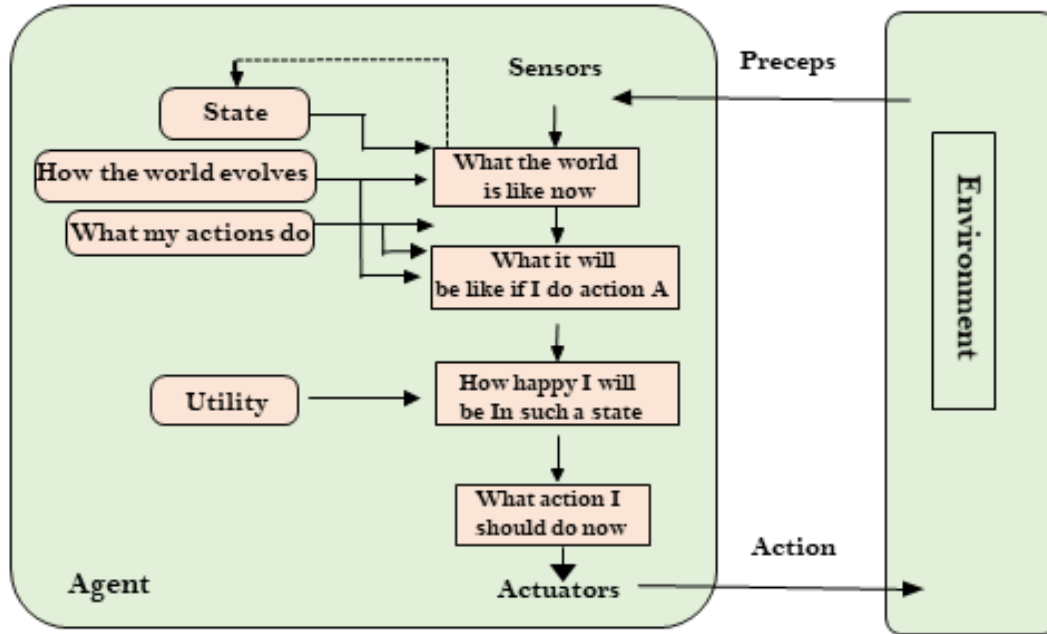 Sensors
Preceps
State
What the world
is like now
How the world evolves
What my actions do
What it will
be like if I do action A
Environment
How happy I will
be In such a state
Utility
What action I
should do now
Action
Agent
Actuators